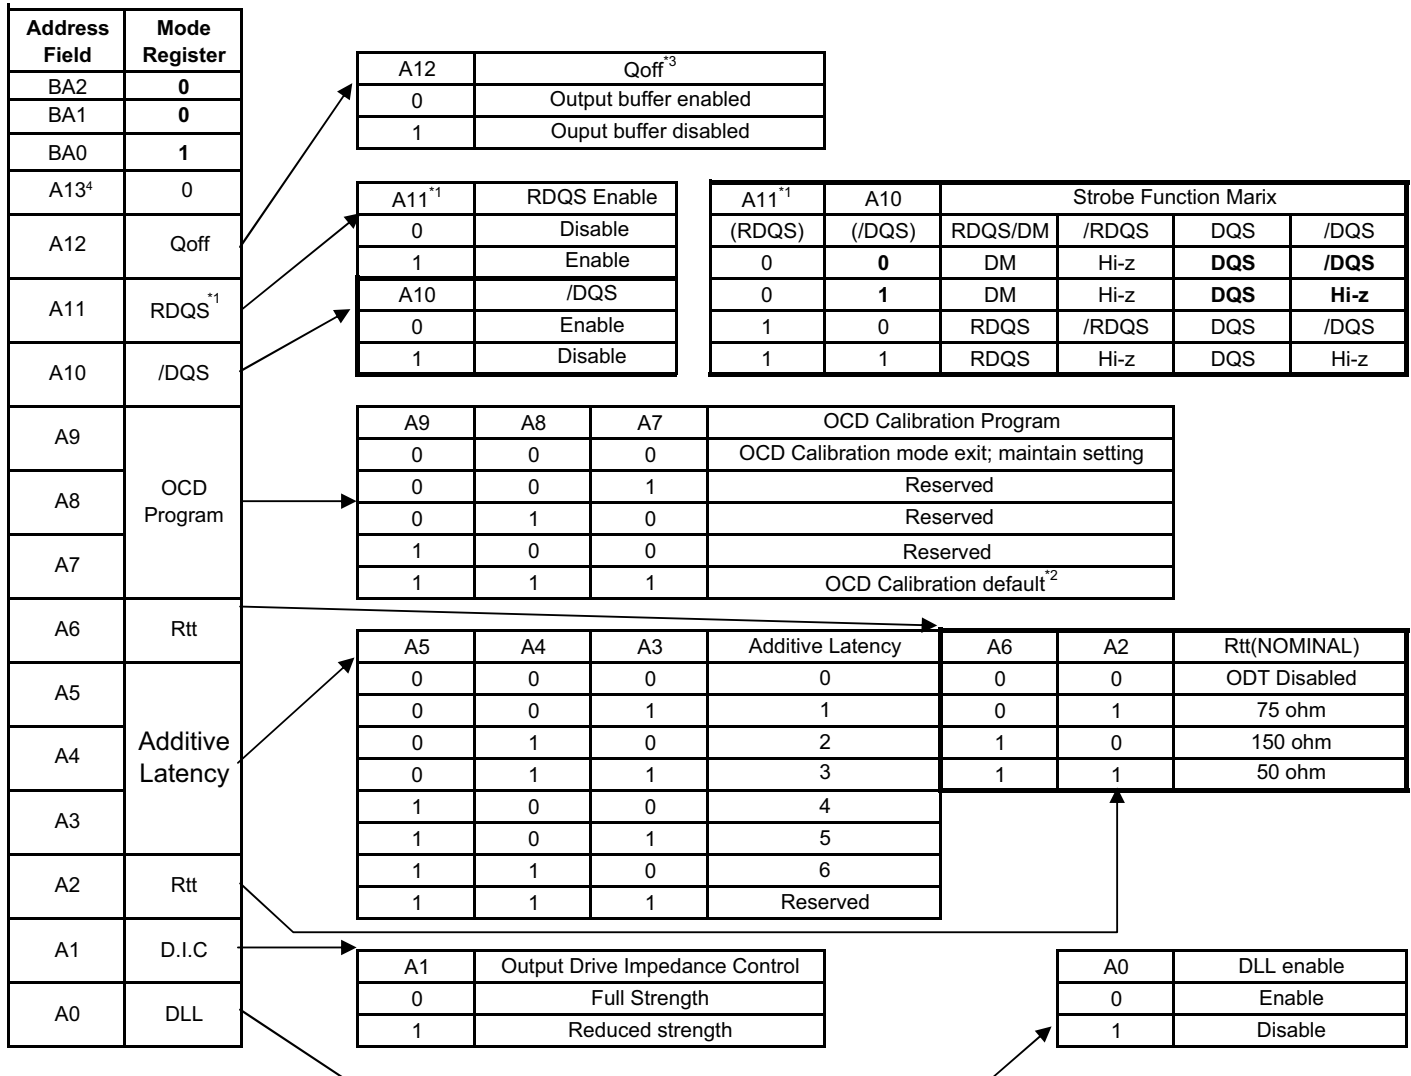 Address Field | Mode Register
BA2 | 0
BA1 | 0
BA0 | 1
A13⁴ | 0
A12 | Qoff
A11 | RDQS*1
A10 | /DQS
A9
A8 | OCD Program
A7
A6 | Rtt
A5
A4 | Additive Latency
A3
A2 | Rtt
A1 | D.I.C
A0 | DLL
A12 | Qoff*3
0 | Output buffer enabled
1 | Ouput buffer disabled
A11*1 | RDQS Enable
0 | Disable
1 | Enable
A10 | /DQS
0 | Enable
1 | Disable
A11*1 | A10 | Strobe Function Marix
(RDQS) | (/DQS) | RDQS/DM | /RDQS | DQS | /DQS
0 | 0 | DM | Hi-z | DQS | /DQS
0 | 1 | DM | Hi-z | DQS | Hi-z
1 | 0 | RDQS | /RDQS | DQS | /DQS
1 | 1 | RDQS | Hi-z | DQS | Hi-z
A9 | A8 | A7 | OCD Calibration Program
0 | 0 | 0 | OCD Calibration mode exit; maintain setting
0 | 0 | 1 | Reserved
0 | 1 | 0 | Reserved
1 | 0 | 0 | Reserved
1 | 1 | 1 | OCD Calibration default*2
A5 | A4 | A3 | Additive Latency
0 | 0 | 0 | 0
0 | 0 | 1 | 1
0 | 1 | 0 | 2
0 | 1 | 1 | 3
1 | 0 | 0 | 4
1 | 0 | 1 | 5
1 | 1 | 0 | 6
1 | 1 | 1 | Reserved
A6 | A2 | Rtt(NOMINAL)
0 | 0 | ODT Disabled
0 | 1 | 75 ohm
1 | 0 | 150 ohm
1 | 1 | 50 ohm
A1 | Output Drive Impedance Control
0 | Full Strength
1 | Reduced strength
A0 | DLL enable
0 | Enable
1 | Disable